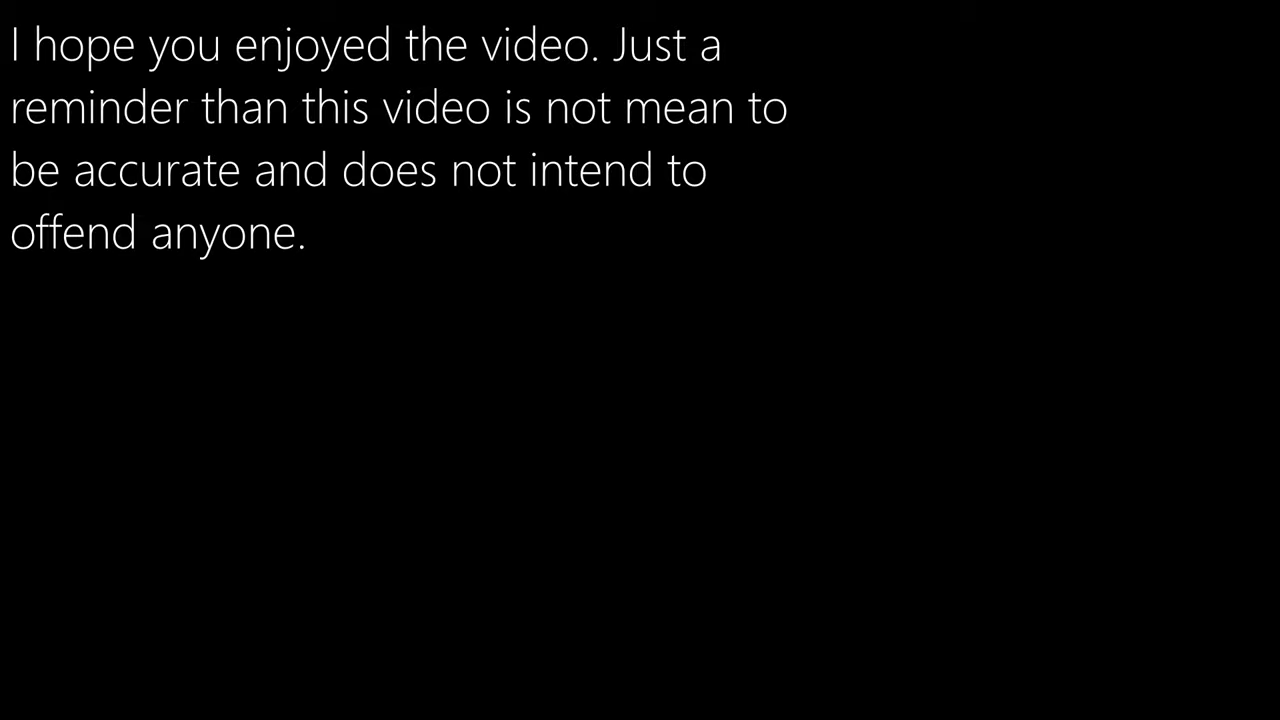 I hope you enjoyed the video. Just a
reminder than this video is not mean to
be accurate and does not intend to
offend anyone.